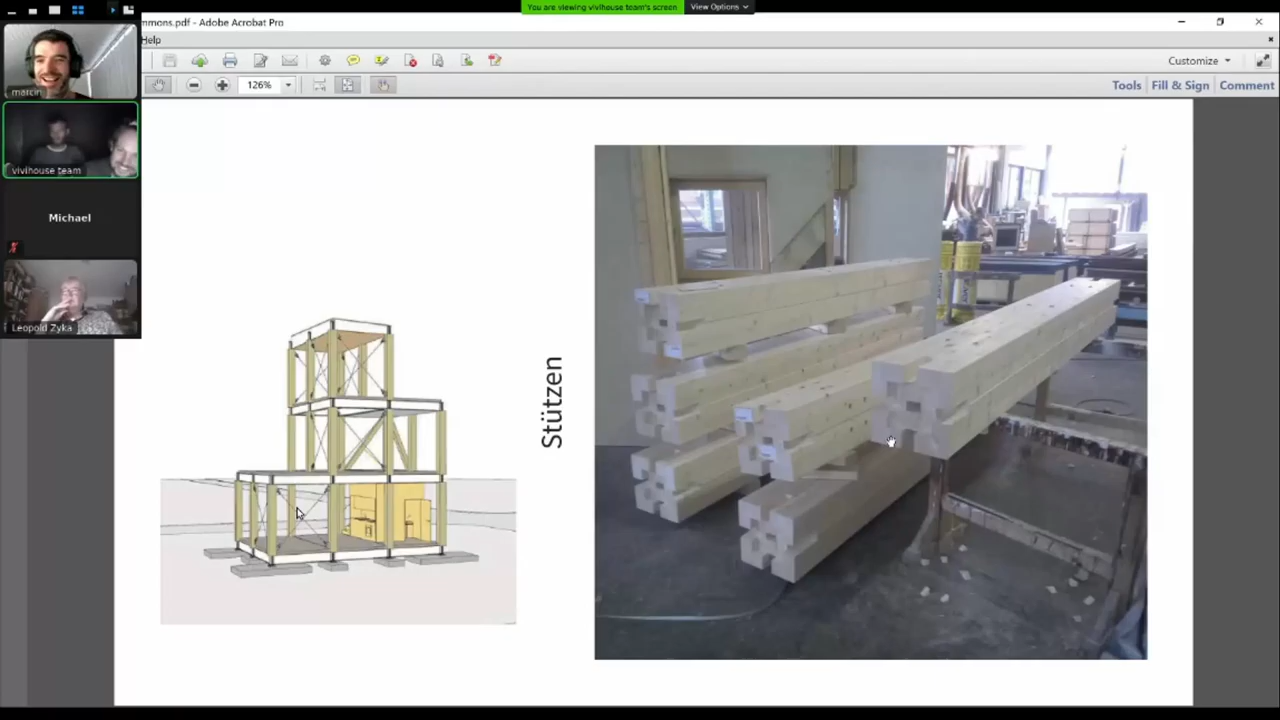 You are viewing vivihouse team's screen
View Options
mmons.pdf - Adobe Acrobat Pro
Help
Customize
126%
Tools
Fill & Sign
Comment
marcin
vivihouse team
Michael
Leopold Zyka
Stützen